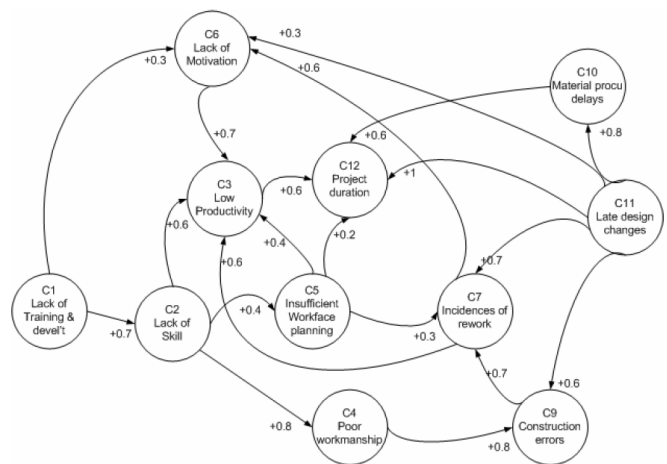 C6
Lack of
Motivation
+0.3
+0.3
+0.6
C10
Material procu
delays
+0.7
+0.6
+0.8
C3
Low
Productivity
+0.6
C12
Project
duration
+1
C11
Late design
changes
+0.6
+0.4
+0.2
+0.6
+0.7
C1
Lack of
Training &
devel't
+0.7
C2
Lack of
Skill
+0.4
C5
Insufficient
Workface
planning
+0.3
C7
Incidences of
rework
+0.7
+0.6
+0.8
C4
Poor
workmanship
+0.8
C9
Construction
errors